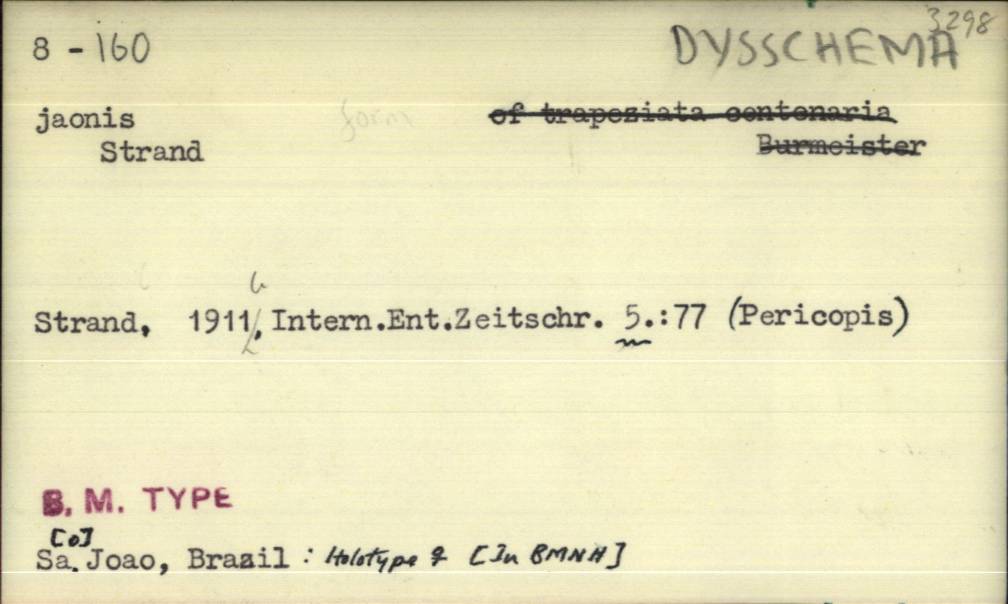 3298
8 - 160 DYSSCHEMA
jaonis form of trapeziata centenaria
Strand Burmeister
b
Strand, 1911, Intern.Ent.Zeitschr. 5.:77 (Pericopis)
B. M. TYPE
[o]
Sa. Joao, Brazil : Holotype ♀ [In BMNH]